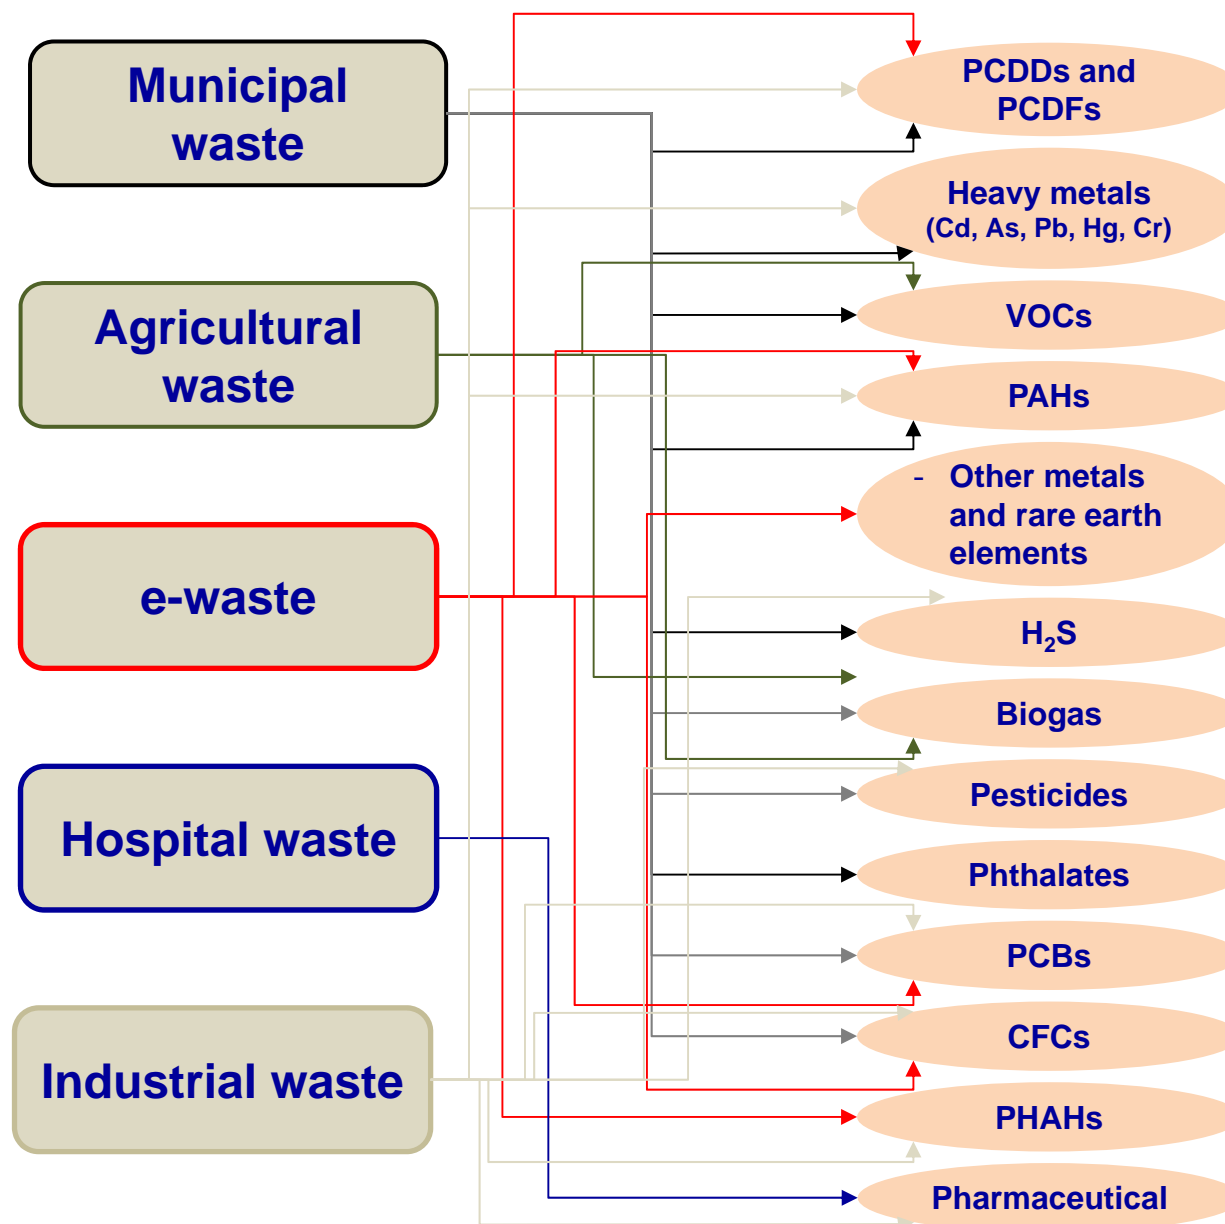 Municipal
waste
Agricultural
waste
e-waste
Hospital waste
Industrial waste
PCDDs and
PCDFs
Heavy metals
(Cd, As, Pb, Hg, Cr)
VOCs
PAHs
- Other metals
and rare earth
elements
H₂S
Biogas
Pesticides
Phthalates
PCBs
CFCs
PHAHs
Pharmaceutical